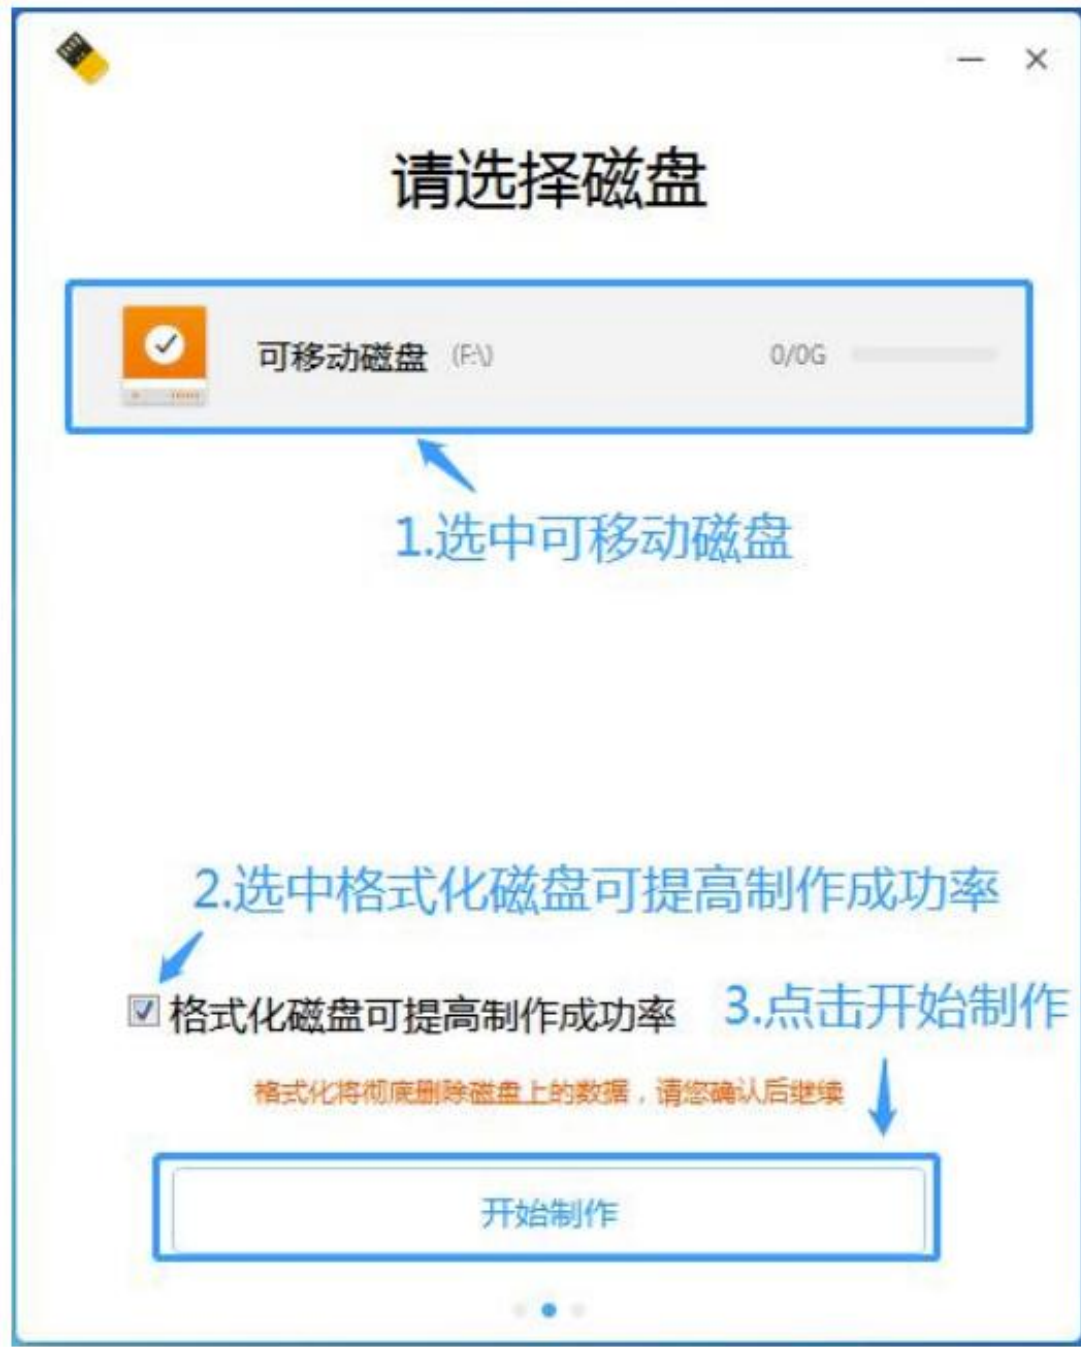 请选择磁盘
可移动磁盘 (F:\) 0/0G
1.选中可移动磁盘
2.选中格式化磁盘可提高制作成功率
格式化磁盘可提高制作成功率
3.点击开始制作
格式化将彻底删除磁盘上的数据，请您确认后继续
开始制作